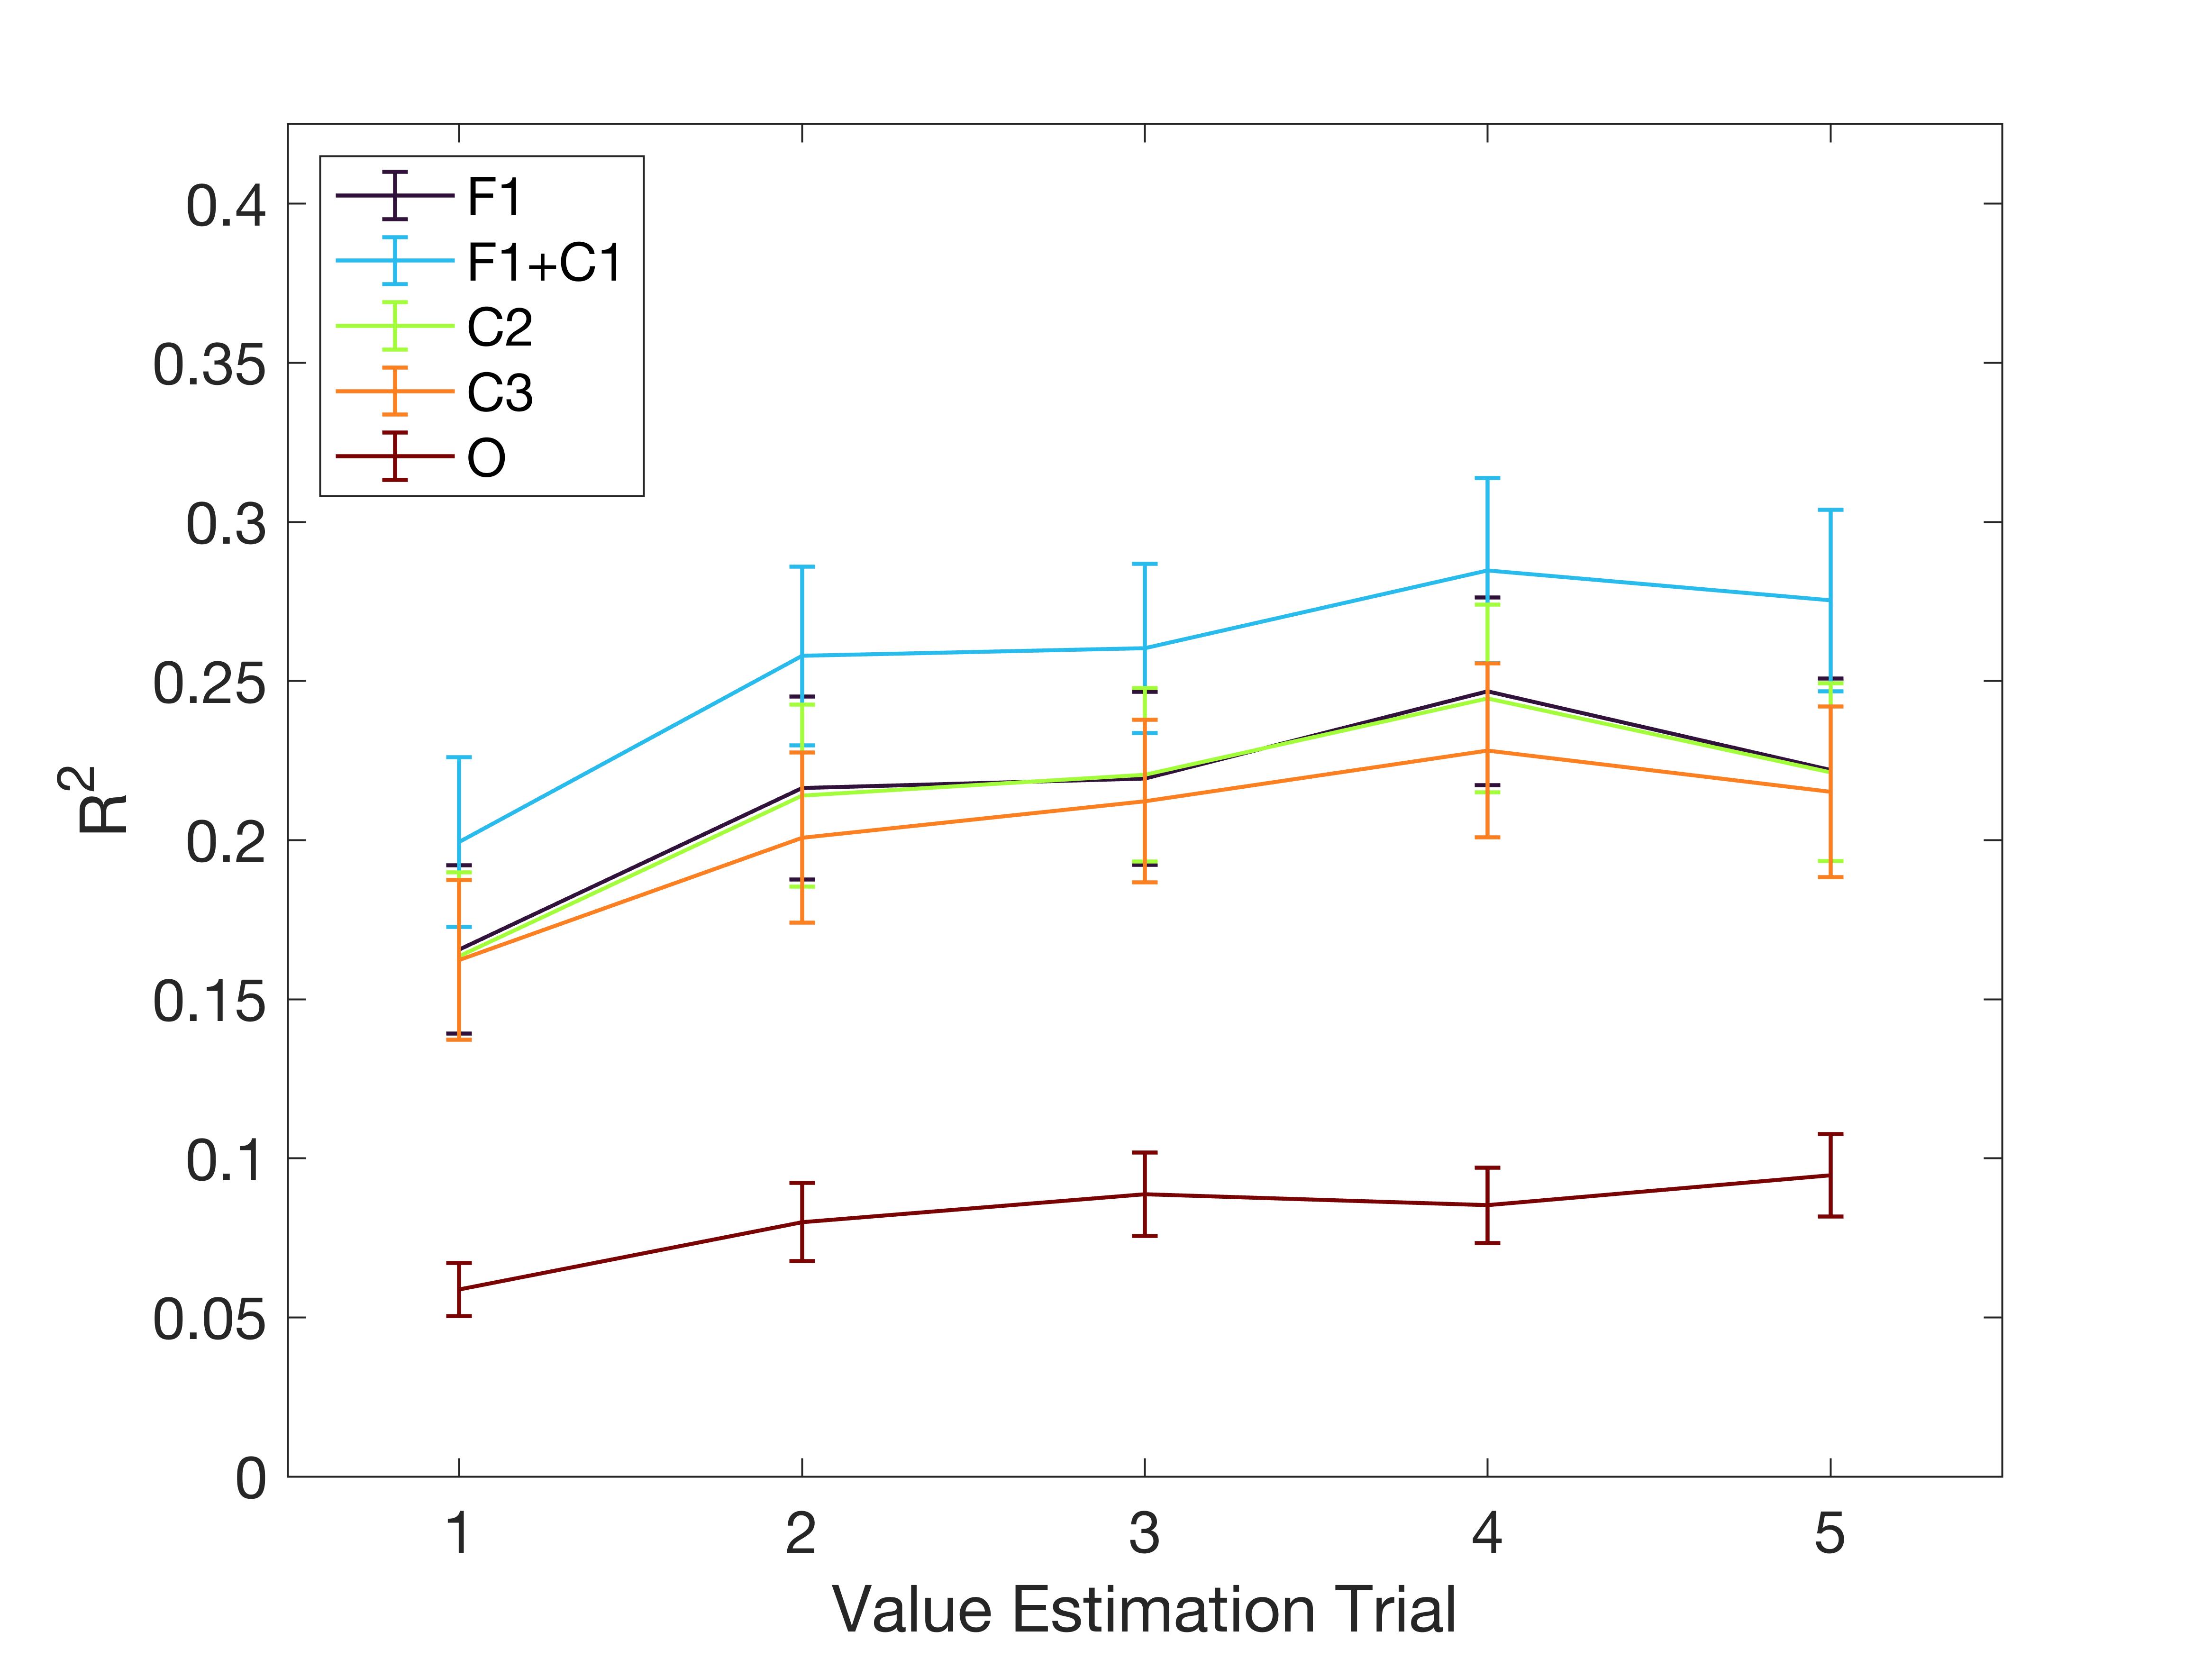 F1
F1+C1
C2
C3
O
0.4
0.35
0.3
0.25
0.2
0.15
0.1
0.05
0
R²
1 2 3 4 5
Value Estimation Trial